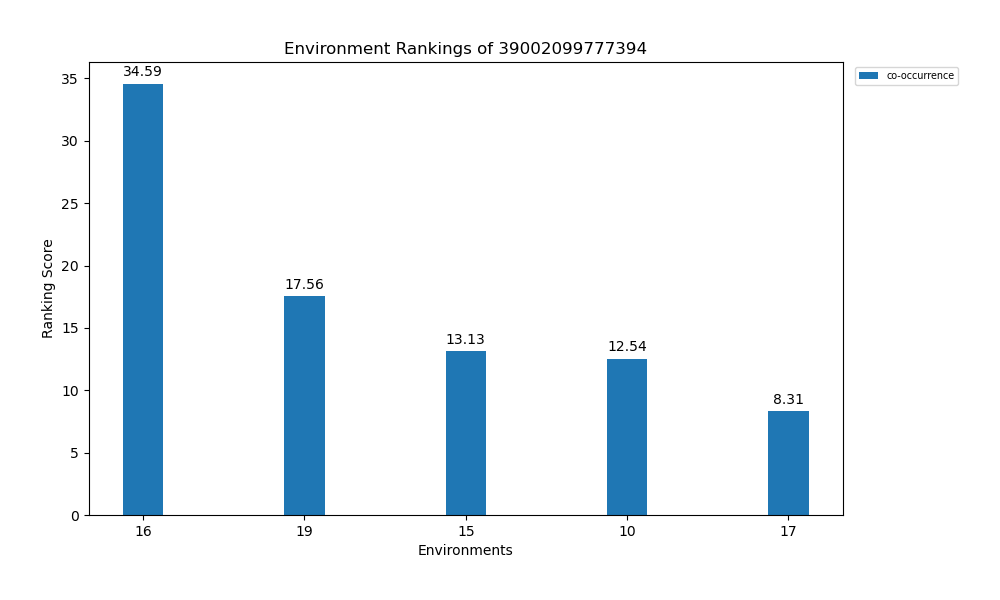 Environment Rankings of 39002099777394
co-occurrence
34.59
17.56
13.13
12.54
8.31
Ranking Score
35
30
25
20
15
10
5
0
16 19 15 10 17
Environments